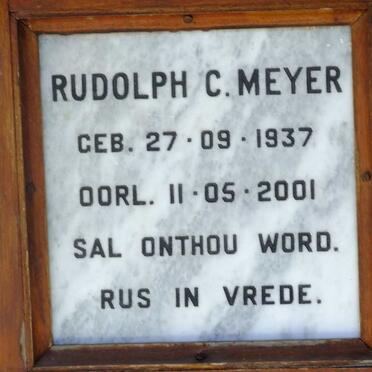 RUDOLPH C. MEYER
GEB. 27·09·1937
OORL. 11·05·2001
SAL ONTHOU WORD.
RUS IN VREDE.